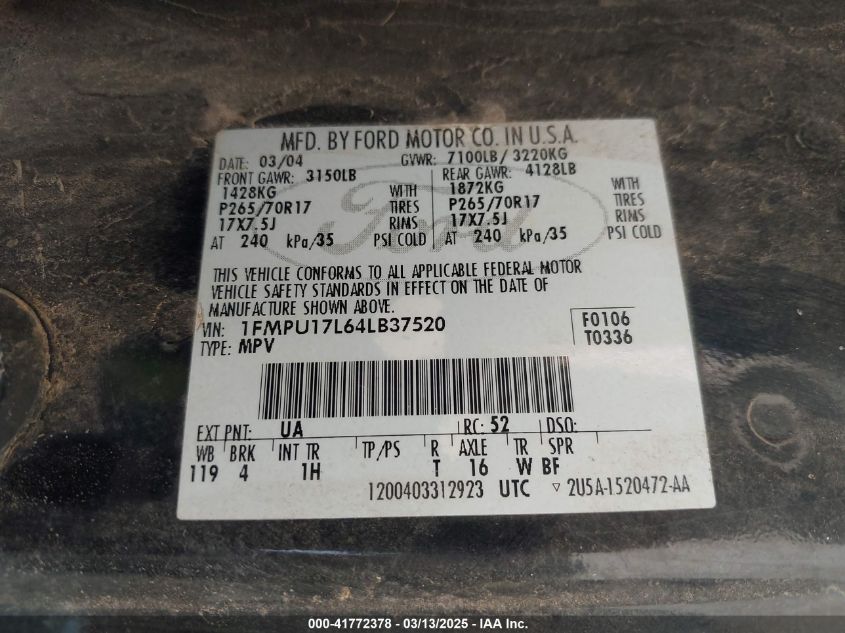 MFD. BY FORD MOTOR CO. IN U.S.A.
DATE: 03/04 GVWR: 7100LB/ 3220KG
FRONT GAWR: 3150LB REAR GAWR: 4128LB
1428KG WITH 1872KG WITH
P265/70R17 TIRES P265/70R17 TIRES
17X7.5J RIMS 17X7.5J RIMS
AT 240 kPa/35 PSI COLD AT 240 kPa/35 PSI COLD
Ford
THIS VEHICLE CONFORMS TO ALL APPLICABLE FEDERAL MOTOR
VEHICLE SAFETY STANDARDS IN EFFECT ON THE DATE OF
MANUFACTURE SHOWN ABOVE.
VIN: 1FMPU17L64LB37520 F0106
TYPE: MPV T0336
EXT PNT: UA RC: 52 DSO:
WB BRK INT TR TP/PS R AXLE TR SPR
119 4 1H T 16 W BF
1200403312923 UTC ▽ 2U5A-1520472-AA
000-41772378 - 03/13/2025 - IAA Inc.